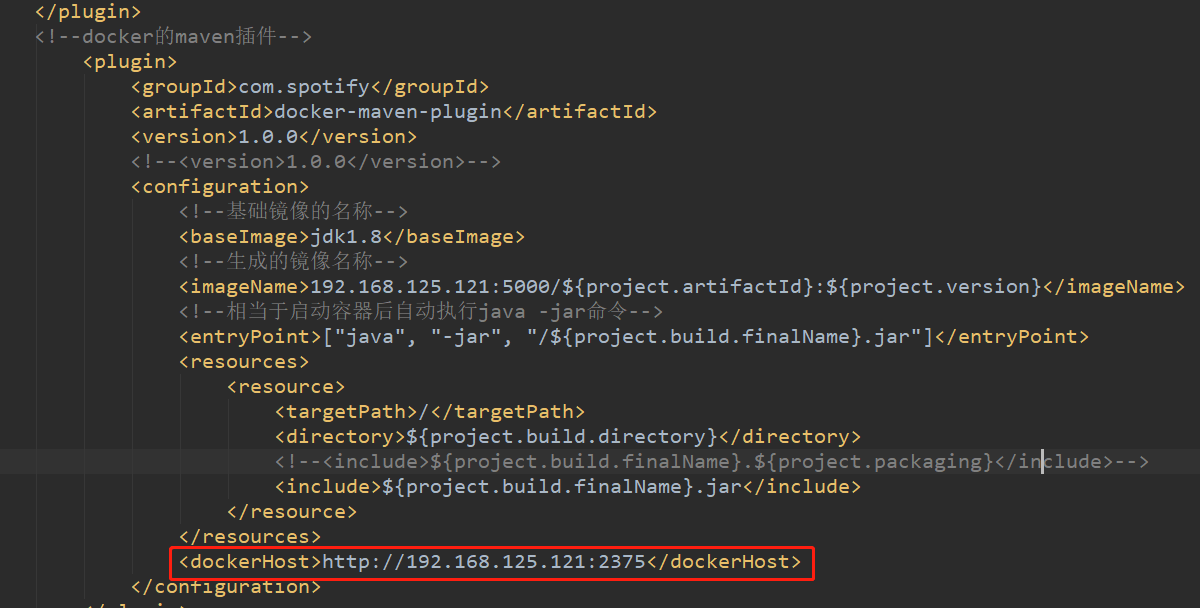 </plugin>
<!--docker的maven插件-->
<plugin>
<groupId>com.spotify</groupId>
<artifactId>docker-maven-plugin</artifactId>
<version>1.0.0</version>
<!--<version>1.0.0</version>-->
<configuration>
<!--基础镜像的名称-->
<baseImage>jdk1.8</baseImage>
<!--生成的镜像名称-->
<imageName>192.168.125.121:5000/${project.artifactId}:${project.version}</imageName>
<!--相当于启动容器后自动执行java -jar命令-->
<entryPoint>["java", "-jar", "/${project.build.finalName}.jar"]</entryPoint>
<resources>
<resource>
<targetPath>/</targetPath>
<directory>${project.build.directory}</directory>
<!--<include>${project.build.finalName}.${project.packaging}</include>-->
<include>${project.build.finalName}.jar</include>
</resource>
</resources>
<dockerHost>http://192.168.125.121:2375</dockerHost>
</configuration>